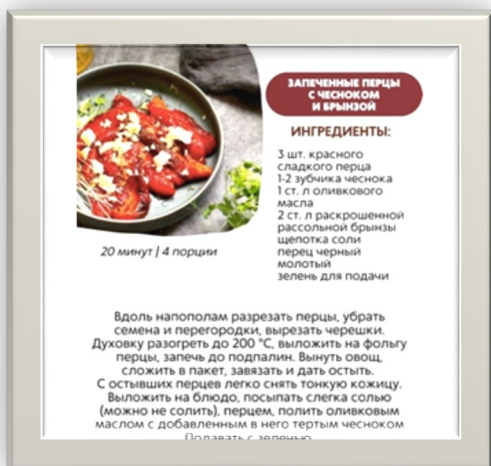 ЗАПЕЧЕННЫЕ ПЕРЦЫ
С ЧЕСНОКОМ
И БРЫНЗОЙ
ИНГРЕДИЕНТЫ:
3 шт. красного
сладкого перца
1-2 зубчика чеснока
1 ст. л оливкового
масла
2 ст. л раскрошенной
рассольной брынзы
щепотка соли
перец черный
молотый
зелень для подачи
20 минут | 4 порции
Вдоль напополам разрезать перцы, убрать
семена и перегородки, вырезать черешки.
Духовку разогреть до 200 °C, выложить на фольгу
перцы, запечь до подпалин. Вынуть овощ,
сложить в пакет, завязать и дать остыть.
С остывших перцев легко снять тонкую кожицу.
Выложить на блюдо, посыпать слегка солью
(можно не солить), перцем, полить оливковым
маслом с добавленным в него тертым чесноком
Подавать с зеленью